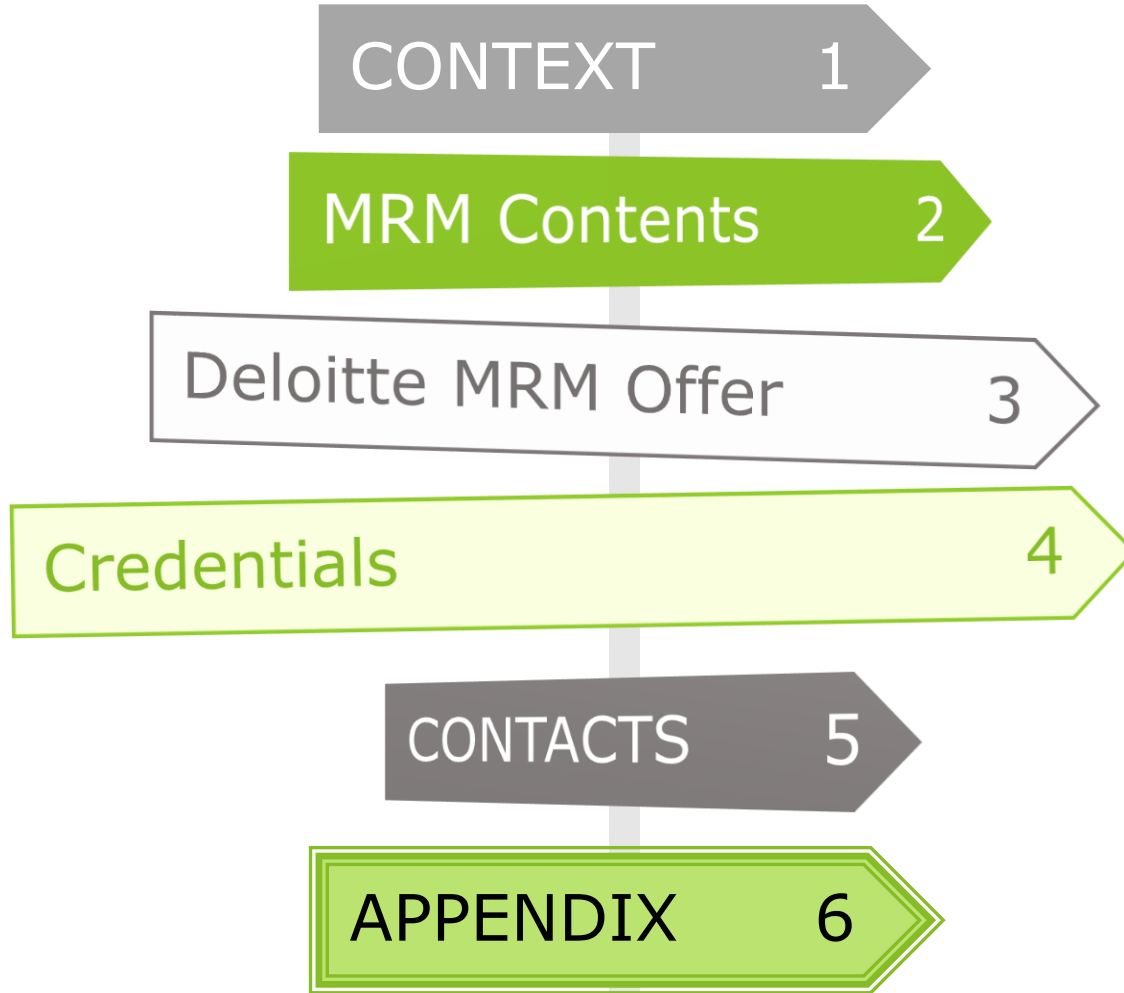 CONTEXT 1
MRM Contents 2
Deloitte MRM Offer 3
Credentials 4
CONTACTS 5
APPENDIX 6